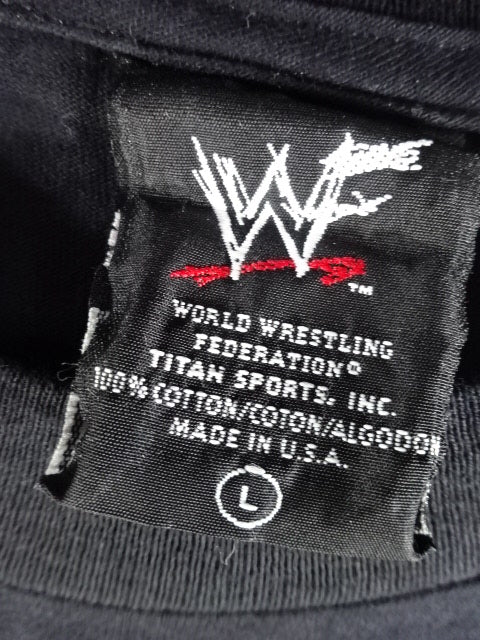 WF
TM
WORLD WRESTLING
FEDERATION®
TITAN SPORTS, INC.
100% COTTON/COTON/ALGODON
MADE IN U.S.A.
L